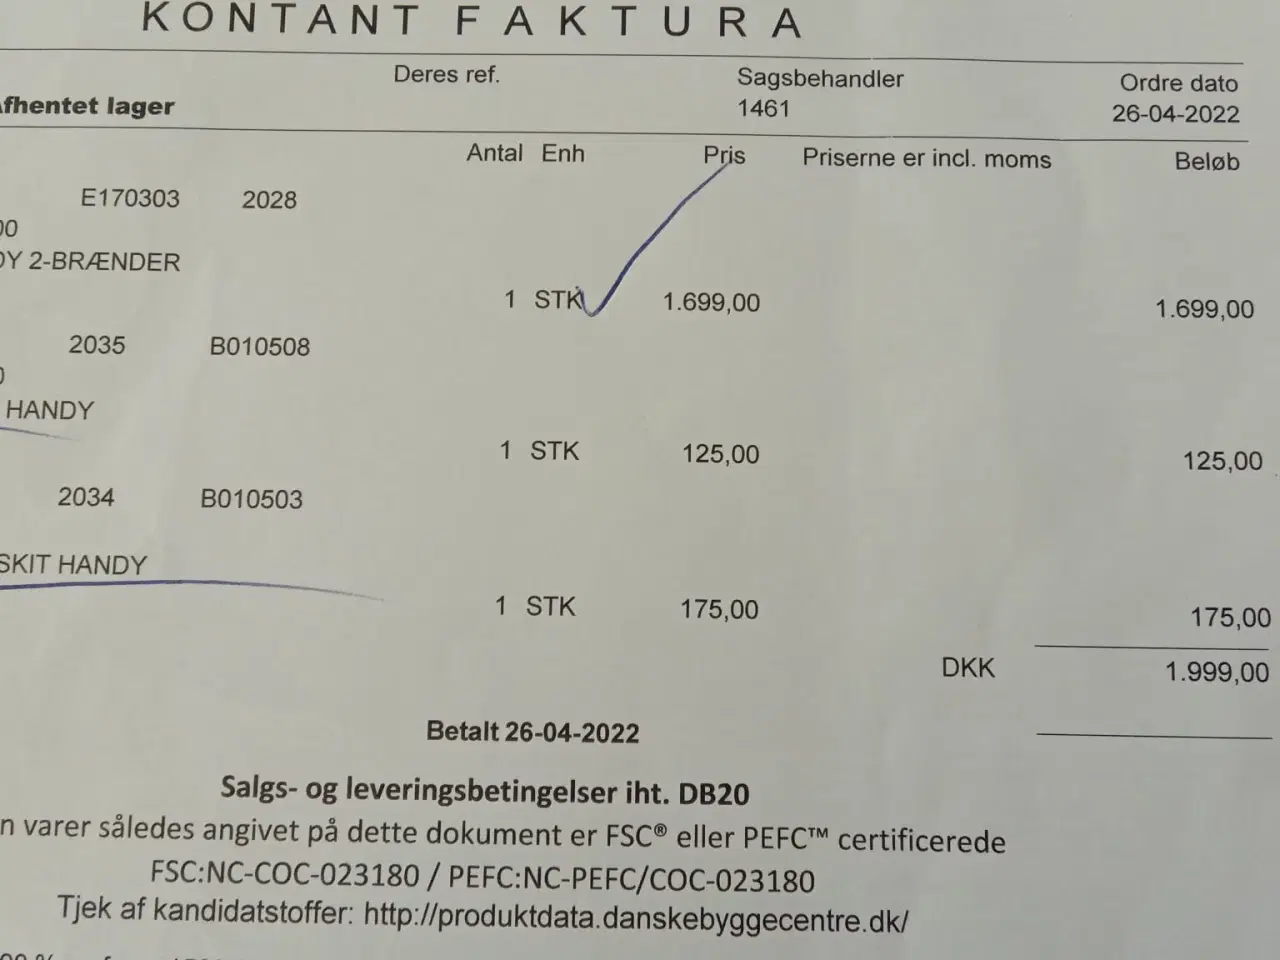 KONTANT FAKTURA
Deres ref. Sagsbehandler Ordre dato
Afhentet lager 1461 26-04-2022
Antal Enh Pris Priserne er incl. moms Beløb
E170303 2028
00
DY 2-BRÆNDER
1 STK 1.699,00 1.699,00
2035 B010508
0
HANDY
1 STK 125,00 125,00
2034 B010503
SKIT HANDY
1 STK 175,00 175,00
DKK 1.999,00
Betalt 26-04-2022
Salgs- og leveringsbetingelser iht. DB20
n varer således angivet på dette dokument er FSC® eller PEFC™ certificerede
FSC:NC-COC-023180 / PEFC:NC-PEFC/COC-023180
Tjek af kandidatstoffer: http://produktdata.danskebyggecentre.dk/